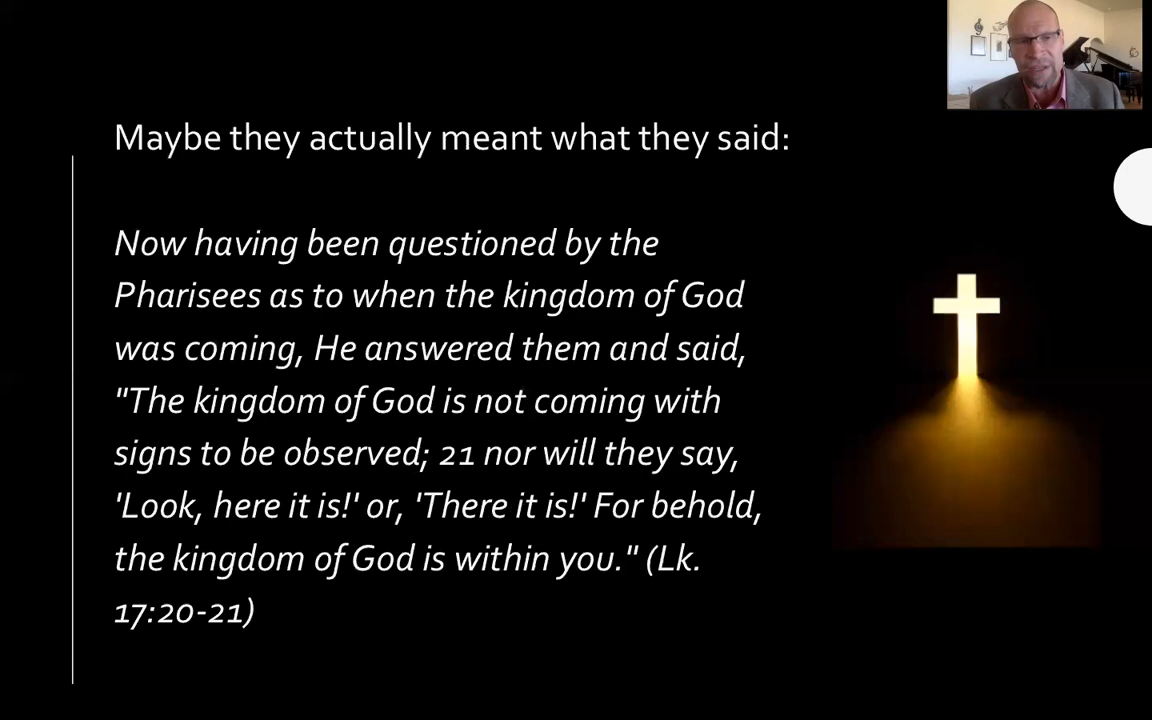 Maybe they actually meant what they said:
Now having been questioned by the
Pharisees as to when the kingdom of God
was coming, He answered them and said,
"The kingdom of God is not coming with
signs to be observed; 21 nor will they say,
'Look, here it is!' or, 'There it is!' For behold,
the kingdom of God is within you." (Lk.
17:20-21)